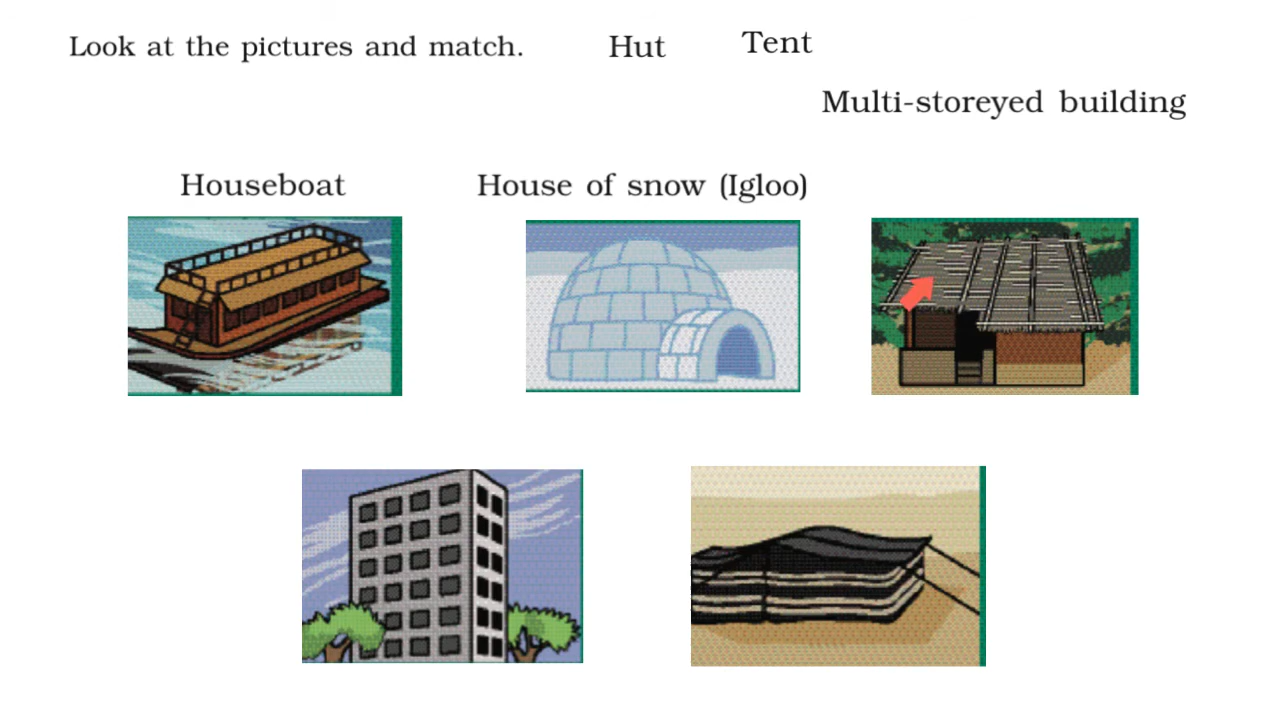 Look at the pictures and match.
Hut
Tent
Multi-storeyed building
Houseboat
House of snow (Igloo)